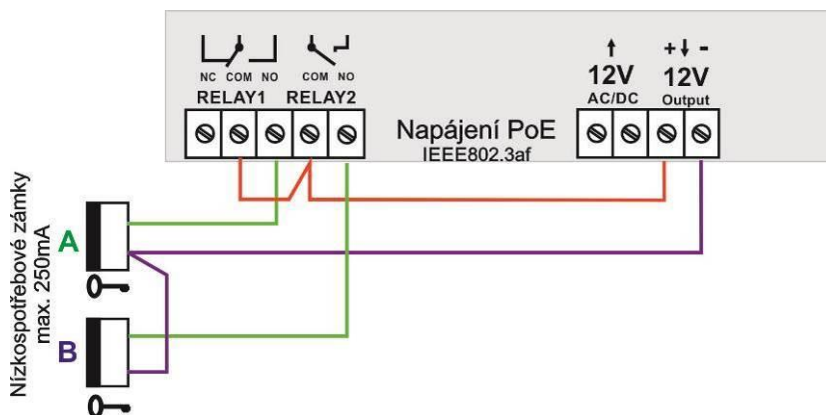 NC COM NO
COM NO
RELAY1
RELAY2
Napájení PoE
IEEE802.3af
12V
AC/DC
+ -
12V
Output
A
B
Nízkospotřebové zámky
max. 250mA